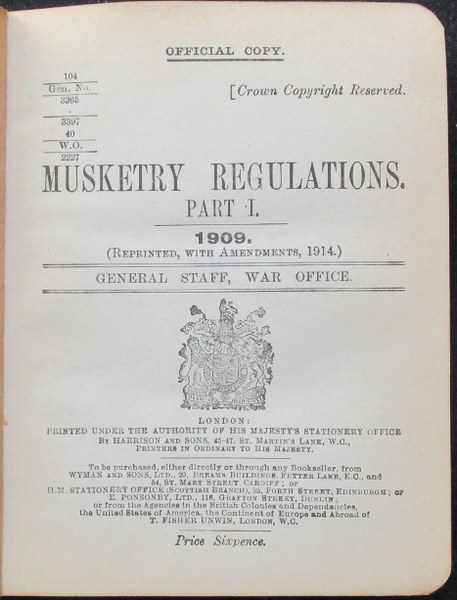 OFFICIAL COPY.
104
Gen. No.
3265
3397
40
W.O.
2227
[Crown Copyright Reserved.
MUSKETRY REGULATIONS.
PART I.
1909.
(REPRINTED, WITH AMENDMENTS, 1914.)
GENERAL STAFF, WAR OFFICE.
LONDON:
PRINTED UNDER THE AUTHORITY OF HIS MAJESTY'S STATIONERY OFFICE
BY HARRISON AND SONS, 45-47, ST. MARTIN'S LANE, W.C.,
PRINTERS IN ORDINARY TO HIS MAJESTY.
To be purchased, either directly or through any Bookseller, from
WYMAN AND SONS, LTD., 29, BREAMS BUILDINGS, FETTER LANE, E.C., and
54, ST. MARY STREET CARDIFF; or
H.M. STATIONERY OFFICE (SCOTTISH BRANCH), 23, FORTH STREET, EDINBURGH; or
E. PONSONBY, LTD., 116, GRAFTON STREET, DUBLIN;
or from the Agencies in the British Colonies and Dependencies,
the United States of America, the Continent of Europe and Abroad of
T. FISHER UNWIN, LONDON, W.C.
Price Sixpence.